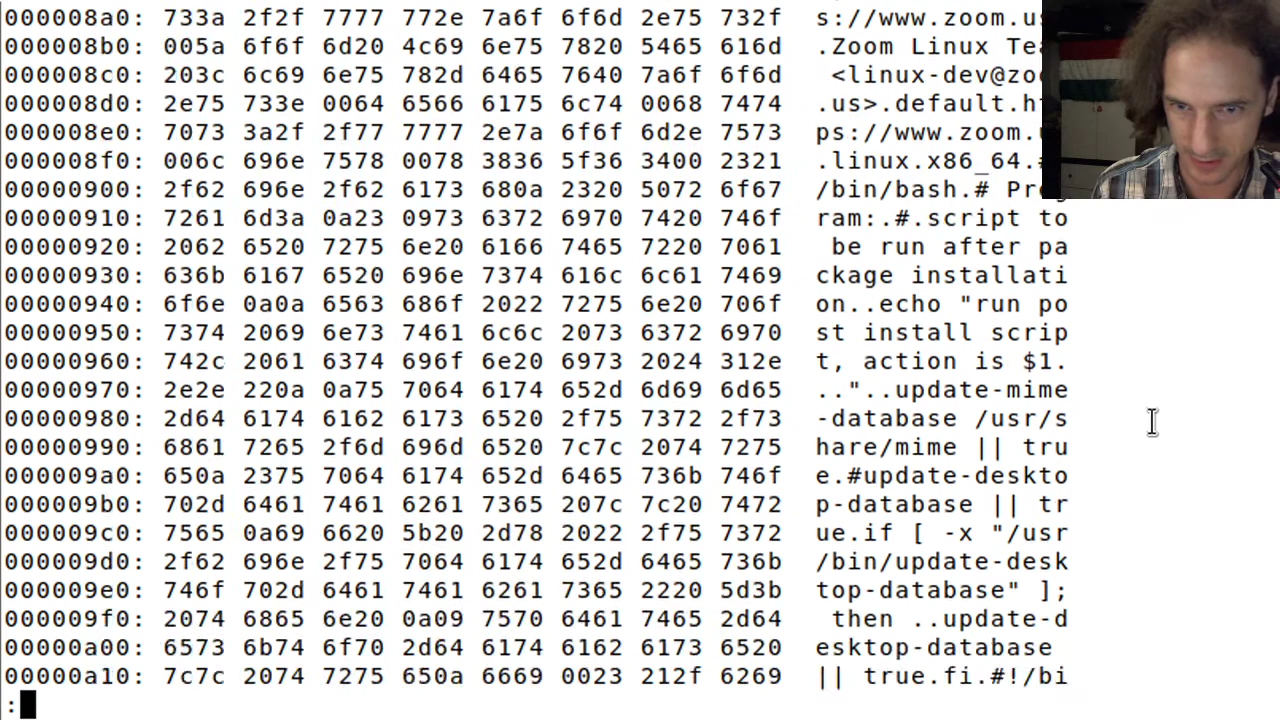 000008a0: 733a 2f2f 7777 772e 7a6f 6f6d 2e75 732f s://www.zoom.us
000008b0: 005a 6f6f 6d20 4c69 6e75 7820 5465 616d .Zoom Linux Tea
000008c0: 203c 6c69 6e75 782d 6465 7640 7a6f 6f6d <linux-dev@zo
000008d0: 2e75 733e 0064 6566 6175 6c74 0068 7474 .us>.default.h
000008e0: 7073 3a2f 2f77 7777 2e7a 6f6f 6d2e 7573 ps://www.zoom.
000008f0: 006c 696e 7578 0078 3836 5f36 3400 2321 .linux.x86_64.
00000900: 2f62 696e 2f62 6173 680a 2320 5072 6f67 /bin/bash.# Prog
00000910: 7261 6d3a 0a23 0973 6372 6970 7420 746f ram:.#.script to
00000920: 2062 6520 7275 6e20 6166 7465 7220 7061 be run after pa
00000930: 636b 6167 6520 696e 7374 616c 6c61 7469 ckage installati
00000940: 6f6e 0a0a 6563 686f 2022 7275 6e20 706f on..echo "run po
00000950: 7374 2069 6e73 7461 6c6c 2073 6372 6970 st install scrip
00000960: 742c 2061 6374 696f 6e20 6973 2024 312e t, action is $1.
00000970: 2e2e 220a 0a75 7064 6174 652d 6d69 6d65 .."..update-mime
00000980: 2d64 6174 6162 6173 6520 2f75 7372 2f73 -database /usr/s
00000990: 6861 7265 2f6d 696d 6520 7c7c 2074 7275 hare/mime || tru
000009a0: 650a 2375 7064 6174 652d 6465 736b 746f e.#update-deskto
000009b0: 702d 6461 7461 6261 7365 207c 7c20 7472 p-database || tr
000009c0: 7565 0a69 6620 5b20 2d78 2022 2f75 7372 ue.if [ -x "/usr
000009d0: 2f62 696e 2f75 7064 6174 652d 6465 736b /bin/update-desk
000009e0: 746f 702d 6461 7461 6261 7365 2220 5d3b top-database" ];
000009f0: 2074 6865 6e20 0a09 7570 6461 7465 2d64 then ..update-d
00000a00: 6573 6b74 6f70 2d64 6174 6162 6173 6520 esktop-database
00000a10: 7c7c 2074 7275 650a 6669 0023 212f 6269 || true.fi.#!/bi
: